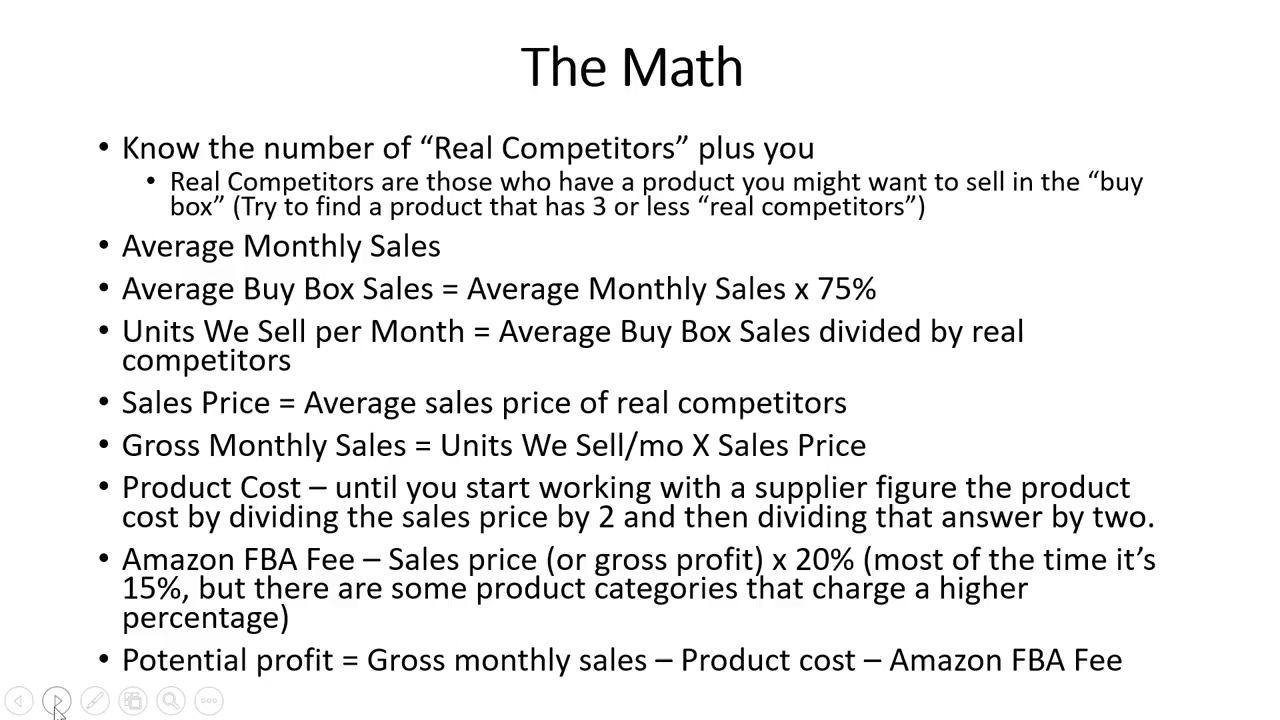 The Math
• Know the number of “Real Competitors” plus you
• Real Competitors are those who have a product you might want to sell in the “buy
box” (Try to find a product that has 3 or less “real competitors”)
• Average Monthly Sales
• Average Buy Box Sales = Average Monthly Sales x 75%
• Units We Sell per Month = Average Buy Box Sales divided by real
competitors
• Sales Price = Average sales price of real competitors
• Gross Monthly Sales = Units We Sell/mo X Sales Price
• Product Cost – until you start working with a supplier figure the product
cost by dividing the sales price by 2 and then dividing that answer by two.
• Amazon FBA Fee – Sales price (or gross profit) x 20% (most of the time it’s
15%, but there are some product categories that charge a higher
percentage)
• Potential profit = Gross monthly sales – Product cost – Amazon FBA Fee